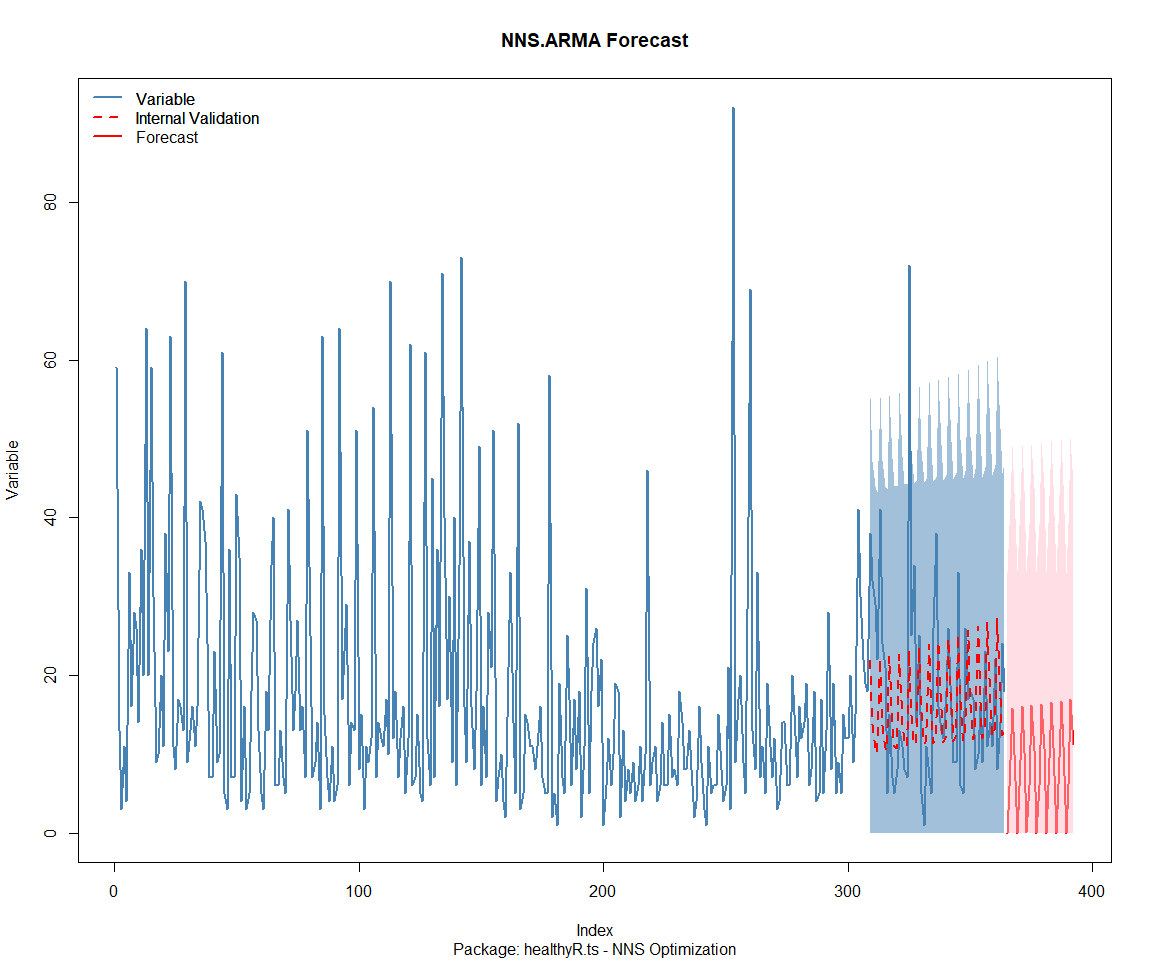 NNS.ARMA Forecast
Variable
Internal Validation
Forecast
Variable
80
60
40
20
0
0 100 200 300 400
Index
Package: healthyR.ts - NNS Optimization